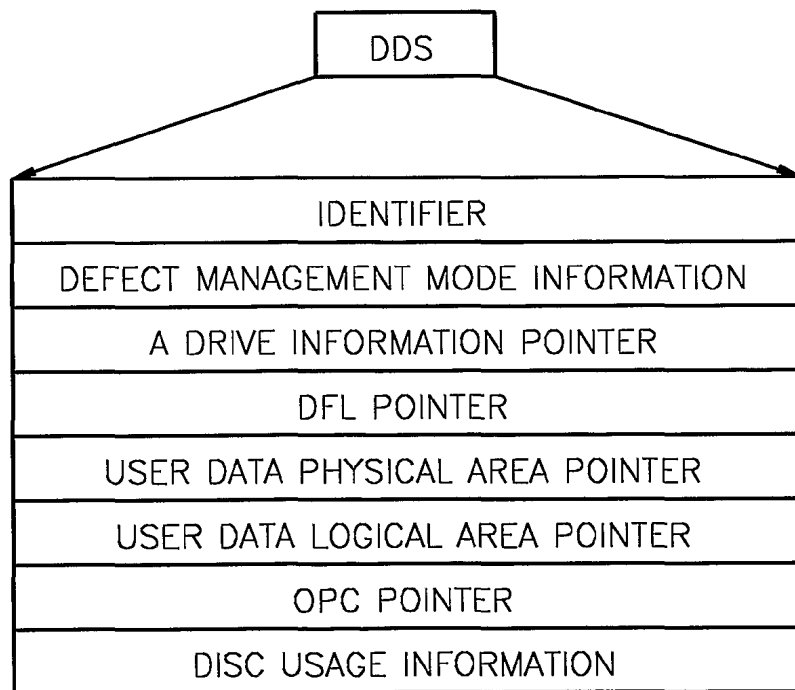 DDS
IDENTIFIER
DEFECT MANAGEMENT MODE INFORMATION
A DRIVE INFORMATION POINTER
DFL POINTER
USER DATA PHYSICAL AREA POINTER
USER DATA LOGICAL AREA POINTER
OPC POINTER
DISC USAGE INFORMATION